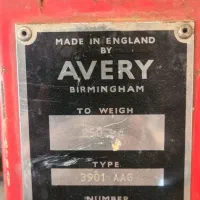 MADE IN ENGLAND
BY
AVERY
BIRMINGHAM
TO WEIGH
TYPE
3901 AAG
NUMBER